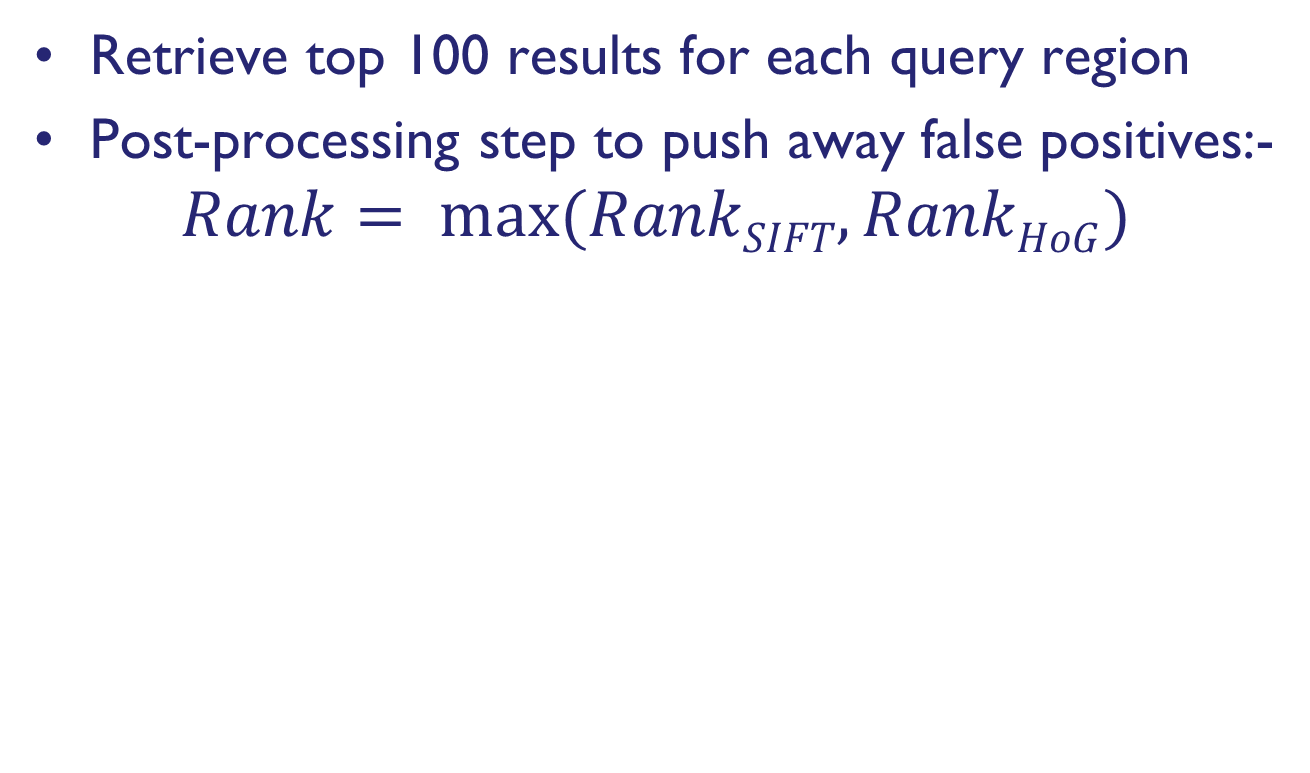 • Retrieve top 100 results for each query region
• Post-processing step to push away false positives:-
Rank = max(Rank_SIFT, Rank_HoG)